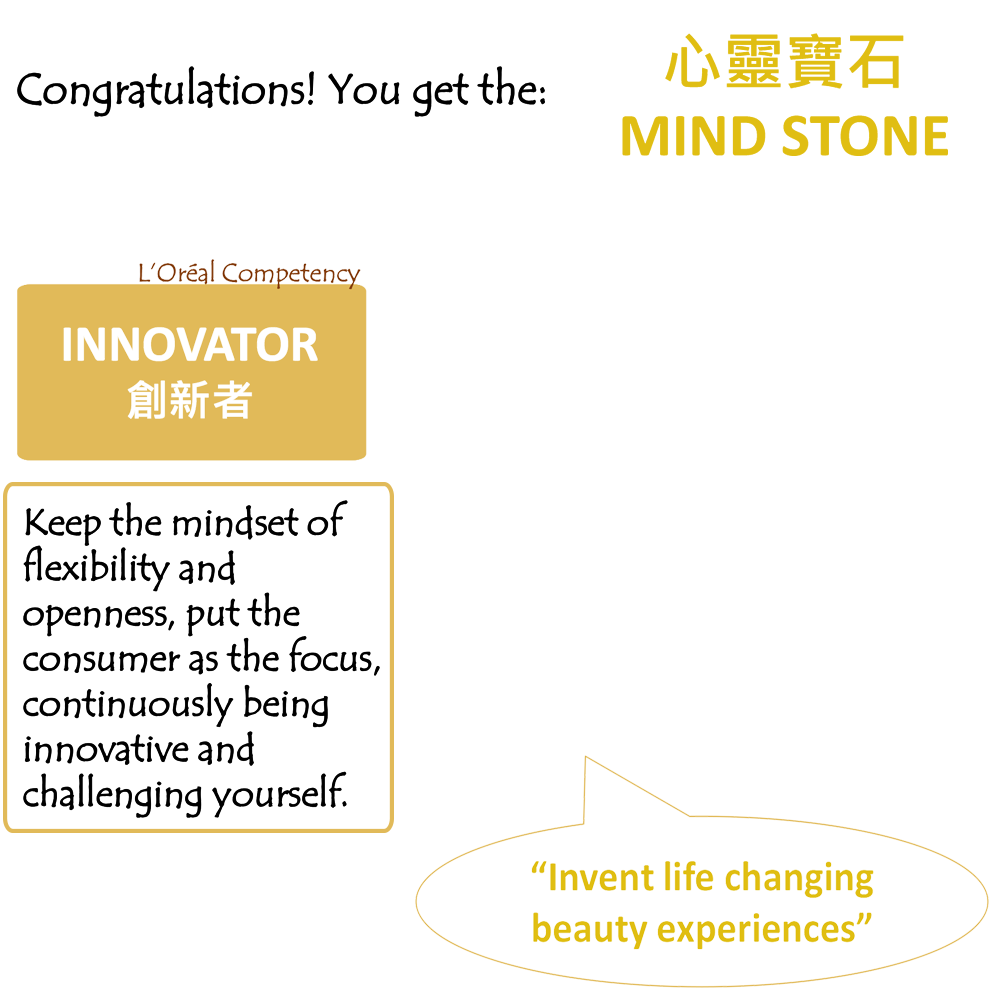 Congratulations! You get the:
心靈寶石
MIND STONE
L’Oréal Competency
INNOVATOR
創新者
Keep the mindset of
flexibility and
openness, put the
consumer as the focus,
continuously being
innovative and
challenging yourself.
“Invent life changing
beauty experiences”